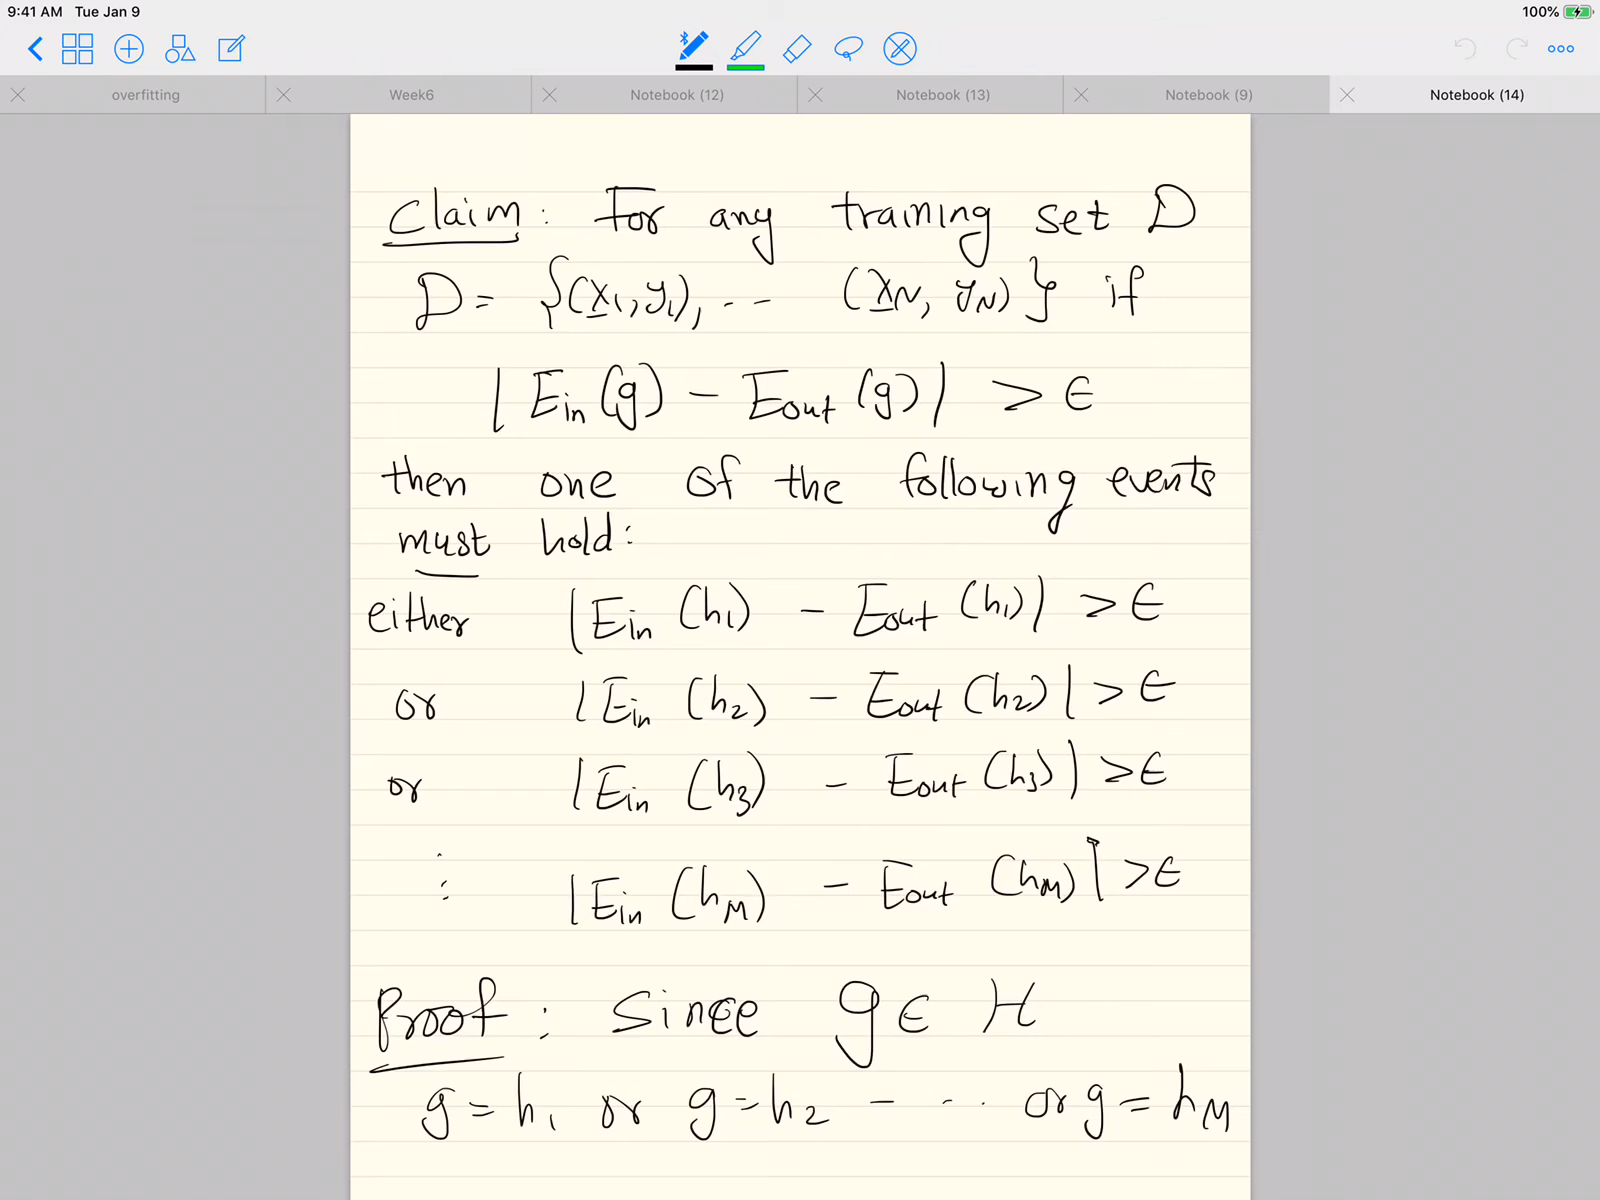 9:41 AM Tue Jan 9
100%
overfitting
Week6
Notebook (12)
Notebook (13)
Notebook (9)
Notebook (14)
Claim: For any training set D
D = {(x1, y1), -- (xN, yN)} if
|Ein(g) - Eout(g)| > ϵ
then one of the following events
must hold:
either |Ein(h1) - Eout(h1)| > ϵ
or |Ein(h2) - Eout(h2)| > ϵ
or |Ein(h3) - Eout(h3)| > ϵ
⋮ |Ein(hM) - Eout(hM)| > ϵ
Proof: Since g ∈ H
g = h1 or g = h2 - -.. or g = hM